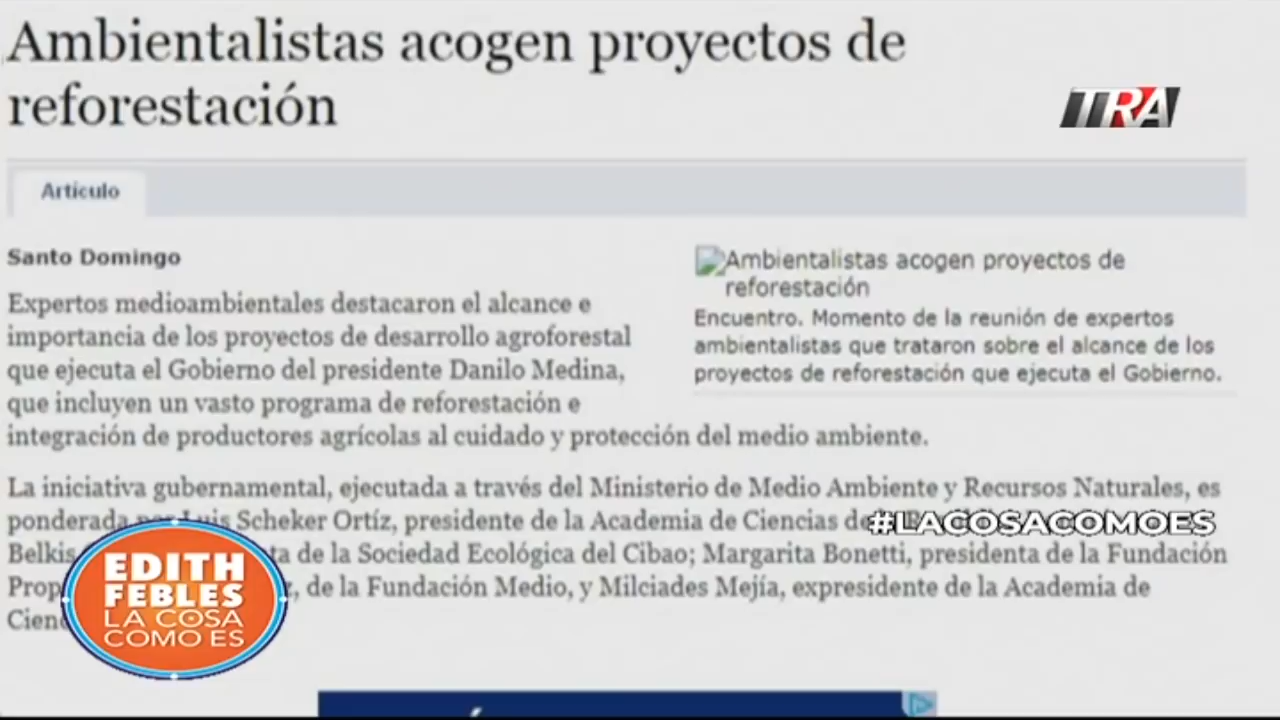 Ambientalistas acogen proyectos de
reforestación
TRA
Artículo
Santo Domingo
Expertos medioambientales destacaron el alcance e
importancia de los proyectos de desarrollo agroforestal
que ejecuta el Gobierno del presidente Danilo Medina,
que incluyen un vasto programa de reforestación e
integración de productores agrícolas al cuidado y protección del medio ambiente.
Ambientalistas acogen proyectos de
reforestación
Encuentro. Momento de la reunión de expertos
ambientalistas que trataron sobre el alcance de los
proyectos de reforestación que ejecuta el Gobierno.
La iniciativa gubernamental, ejecutada a través del Ministerio de Medio Ambiente y Recursos Naturales, es
ponderada por Luis Scheker Ortíz, presidente de la Academia de Ciencias de
#LACOSACOMOES
Belkis de la Sociedad Ecológica del Cibao; Margarita Bonetti, presidenta de la Fundación
de la Fundación Medio, y Milciades Mejía, expresidente de la Academia de
EDITH
FEBLES
LA COSA
COMO ES